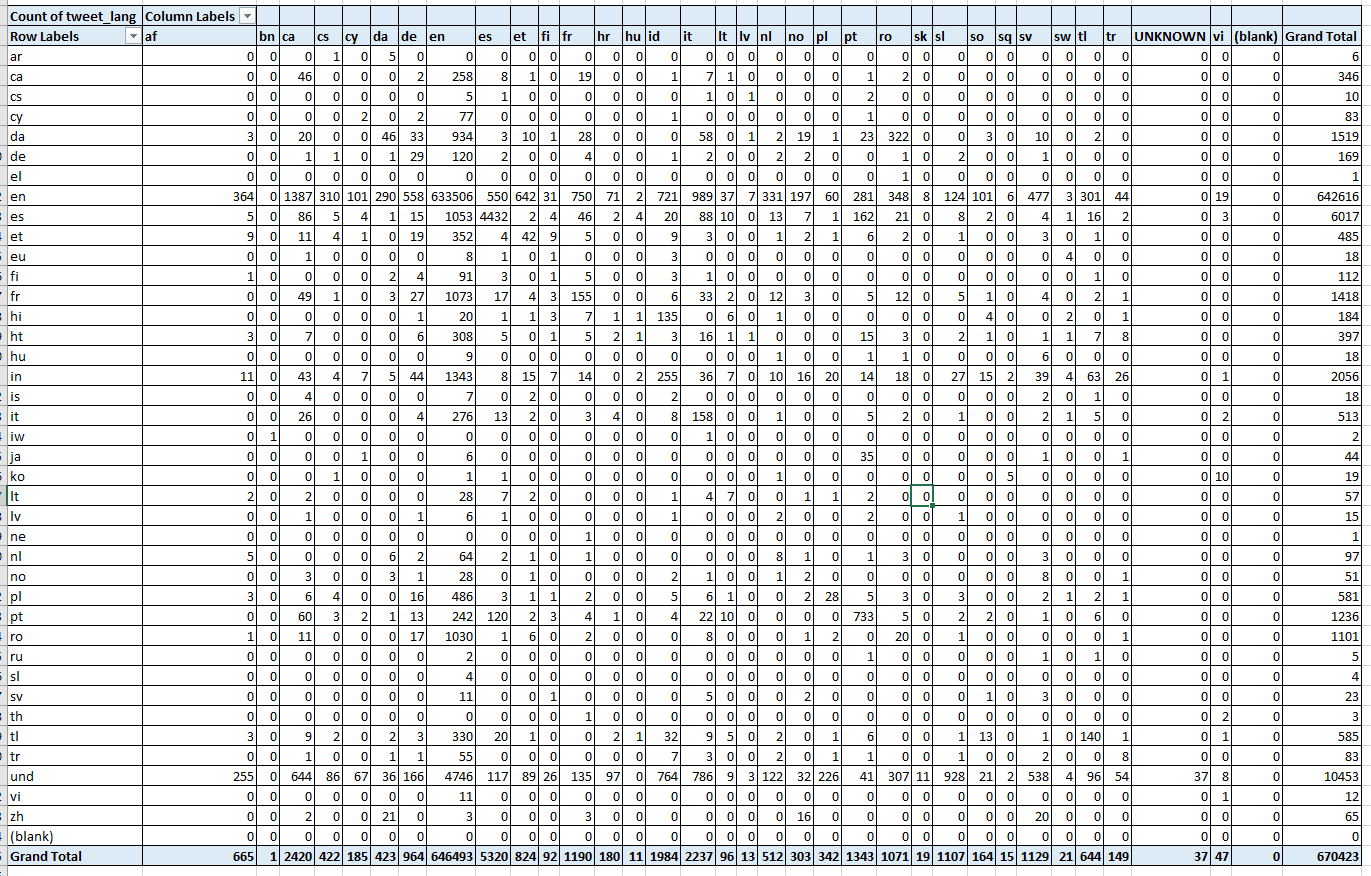 Count of tweet_lang Column Labels
Row Labels af bn ca cs cy da de en es et fi fr hr hu id it lt lv nl no pl pt ro sk sl so sq sv sw tl tr UNKNOWN vi (blank) Grand Total
ar 0 0 0 1 0 5 0 0 0 0 0 0 0 0 0 0 0 0 0 0 0 0 0 0 0 0 0 0 0 0 0 0 0 0 6
ca 0 0 46 0 0 0 2 258 8 1 0 19 0 0 1 7 1 0 0 0 0 1 2 0 0 0 0 0 0 0 0 0 0 0 346
cs 0 0 0 0 0 0 0 5 1 0 0 0 0 0 0 1 0 1 0 0 0 2 0 0 0 0 0 0 0 0 0 0 0 0 10
cy 0 0 0 0 2 0 2 77 0 0 0 0 0 0 1 0 0 0 0 0 0 1 0 0 0 0 0 0 0 0 0 0 0 0 83
da 3 0 20 0 0 46 33 934 3 10 1 28 0 0 0 58 0 1 2 19 1 23 322 0 0 3 0 10 0 2 0 0 0 0 1519
de 0 0 1 1 0 1 29 120 2 0 0 4 0 0 1 2 0 0 2 2 0 0 1 0 2 0 0 1 0 0 0 0 0 0 169
el 0 0 0 0 0 0 0 0 0 0 0 0 0 0 0 0 0 0 0 0 0 0 1 0 0 0 0 0 0 0 0 0 0 0 1
en 364 0 1387 310 101 290 558 633506 550 642 31 750 71 2 721 989 37 7 331 197 60 281 348 8 124 101 6 477 3 301 44 0 19 0 642616
es 5 0 86 5 4 1 15 1053 4432 2 4 46 2 4 20 88 10 0 13 7 1 162 21 0 8 2 0 4 1 16 2 0 3 0 6017
et 9 0 11 4 1 0 19 352 4 42 9 5 0 0 9 3 0 0 1 2 1 6 2 0 1 0 0 3 0 1 0 0 0 0 485
eu 0 0 1 0 0 0 0 8 1 0 1 0 0 0 3 0 0 0 0 0 0 0 0 0 0 0 0 0 4 0 0 0 0 0 18
fi 1 0 0 0 0 2 4 91 3 0 1 5 0 0 3 1 0 0 0 0 0 0 0 0 0 0 0 0 0 1 0 0 0 0 112
fr 0 0 49 1 0 3 27 1073 17 4 3 155 0 0 6 33 2 0 12 3 0 5 12 0 5 1 0 4 0 2 1 0 0 0 1418
hi 0 0 0 0 0 0 1 20 1 1 3 7 1 1 135 0 6 0 1 0 0 0 0 0 0 4 0 0 2 0 1 0 0 0 184
ht 3 0 7 0 0 0 6 308 5 0 1 5 2 1 3 16 1 1 0 0 0 15 3 0 2 1 0 1 1 7 8 0 0 0 397
hu 0 0 0 0 0 0 0 9 0 0 0 0 0 0 0 0 0 0 1 0 0 1 1 0 0 0 0 6 0 0 0 0 0 0 18
in 11 0 43 4 7 5 44 1343 8 15 7 14 0 2 255 36 7 0 10 16 20 14 18 0 27 15 2 39 4 63 26 0 1 0 2056
is 0 0 4 0 0 0 0 7 0 2 0 0 0 0 2 0 0 0 0 0 0 0 0 0 0 0 0 2 0 1 0 0 0 0 18
it 0 0 26 0 0 0 4 276 13 2 0 3 4 0 8 158 0 0 1 0 0 5 2 0 1 0 0 2 1 5 0 0 2 0 513
iw 0 1 0 0 0 0 0 0 0 0 0 0 0 0 0 1 0 0 0 0 0 0 0 0 0 0 0 0 0 0 0 0 0 0 2
ja 0 0 0 0 1 0 0 6 0 0 0 0 0 0 0 0 0 0 0 0 0 35 0 0 0 0 0 1 0 0 1 0 0 0 44
ko 0 0 0 1 0 0 0 1 1 0 0 0 0 0 0 0 0 0 1 0 0 0 0 0 0 0 5 0 0 0 0 0 10 0 19
lt 2 0 2 0 0 0 0 28 7 2 0 0 0 0 1 4 7 0 0 1 1 2 0 0 0 0 0 0 0 0 0 0 0 0 57
lv 0 0 1 0 0 0 1 6 1 0 0 0 0 0 1 0 0 0 2 0 0 2 0 0 1 0 0 0 0 0 0 0 0 0 15
ne 0 0 0 0 0 0 0 0 0 0 0 1 0 0 0 0 0 0 0 0 0 0 0 0 0 0 0 0 0 0 0 0 0 0 1
nl 5 0 0 0 0 6 2 64 2 1 0 1 0 0 0 0 0 0 8 1 0 1 3 0 0 0 0 3 0 0 0 0 0 0 97
no 0 0 3 0 0 3 1 28 0 1 0 0 0 0 2 1 0 0 1 2 0 0 0 0 0 0 0 8 0 0 1 0 0 0 51
pl 3 0 6 4 0 0 16 486 3 1 1 2 0 0 5 6 1 0 0 2 28 5 3 0 3 0 0 2 1 2 1 0 0 0 581
pt 0 0 60 3 2 1 13 242 120 2 3 4 1 0 4 22 10 0 0 0 0 733 5 0 2 2 0 1 0 6 0 0 0 0 1236
ro 1 0 11 0 0 0 17 1030 1 6 0 2 0 0 0 8 0 0 0 1 2 0 20 0 1 0 0 0 0 0 1 0 0 0 1101
ru 0 0 0 0 0 0 0 2 0 0 0 0 0 0 0 0 0 0 0 0 0 1 0 0 0 0 0 1 0 1 0 0 0 0 5
sl 0 0 0 0 0 0 0 4 0 0 0 0 0 0 0 0 0 0 0 0 0 0 0 0 0 0 0 0 0 0 0 0 0 0 4
sv 0 0 0 0 0 0 0 11 0 0 1 0 0 0 0 5 0 0 0 2 0 0 0 0 0 1 0 3 0 0 0 0 0 0 23
th 0 0 0 0 0 0 0 0 0 0 0 1 0 0 0 0 0 0 0 0 0 0 0 0 0 0 0 0 0 0 0 0 2 0 3
tl 3 0 9 2 0 2 3 330 20 1 0 0 2 1 32 9 5 0 2 0 1 6 0 0 1 13 0 1 0 140 1 0 1 0 585
tr 0 0 1 0 0 1 1 55 0 0 0 0 0 0 7 3 0 0 2 0 1 1 0 0 1 0 0 2 0 0 8 0 0 0 83
und 255 0 644 86 67 36 166 4746 117 89 26 135 97 0 764 786 9 3 122 32 226 41 307 11 928 21 2 538 4 96 54 37 8 0 10453
vi 0 0 0 0 0 0 0 11 0 0 0 0 0 0 0 0 0 0 0 0 0 0 0 0 0 0 0 0 0 0 0 0 1 0 12
zh 0 0 2 0 0 21 0 3 0 0 0 3 0 0 0 0 0 0 0 16 0 0 0 0 0 0 0 20 0 0 0 0 0 0 65
(blank) 0 0 0 0 0 0 0 0 0 0 0 0 0 0 0 0 0 0 0 0 0 0 0 0 0 0 0 0 0 0 0 0 0 0 0
Grand Total 665 1 2420 422 185 423 964 646493 5320 824 92 1190 180 11 1984 2237 96 13 512 303 342 1343 1071 19 1107 164 15 1129 21 644 149 37 47 0 670423